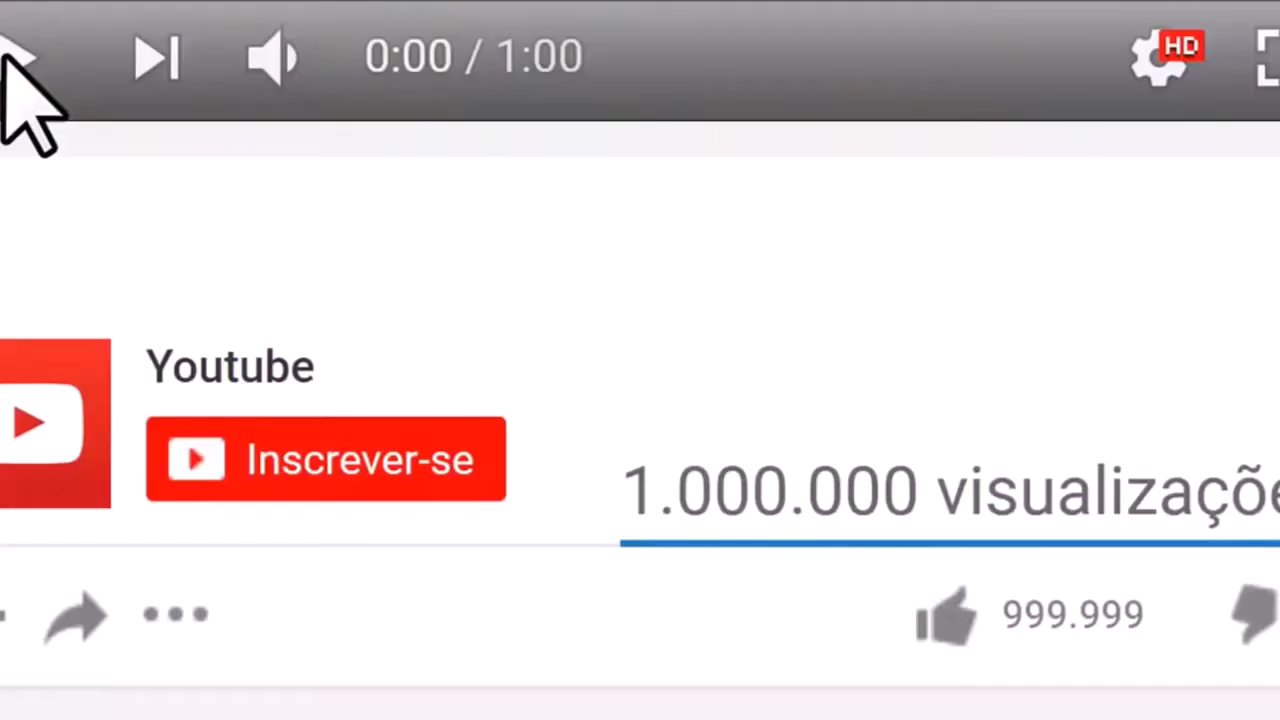 0:00 / 1:00
HD
Youtube
Inscrever-se
1.000.000 visualizaçõe
999.999